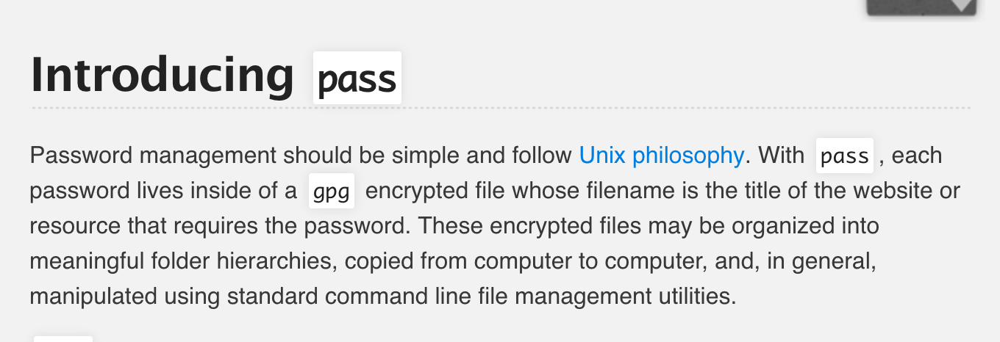 Introducing pass
Password management should be simple and follow Unix philosophy. With pass, each
password lives inside of a gpg encrypted file whose filename is the title of the website or
resource that requires the password. These encrypted files may be organized into
meaningful folder hierarchies, copied from computer to computer, and, in general,
manipulated using standard command line file management utilities.